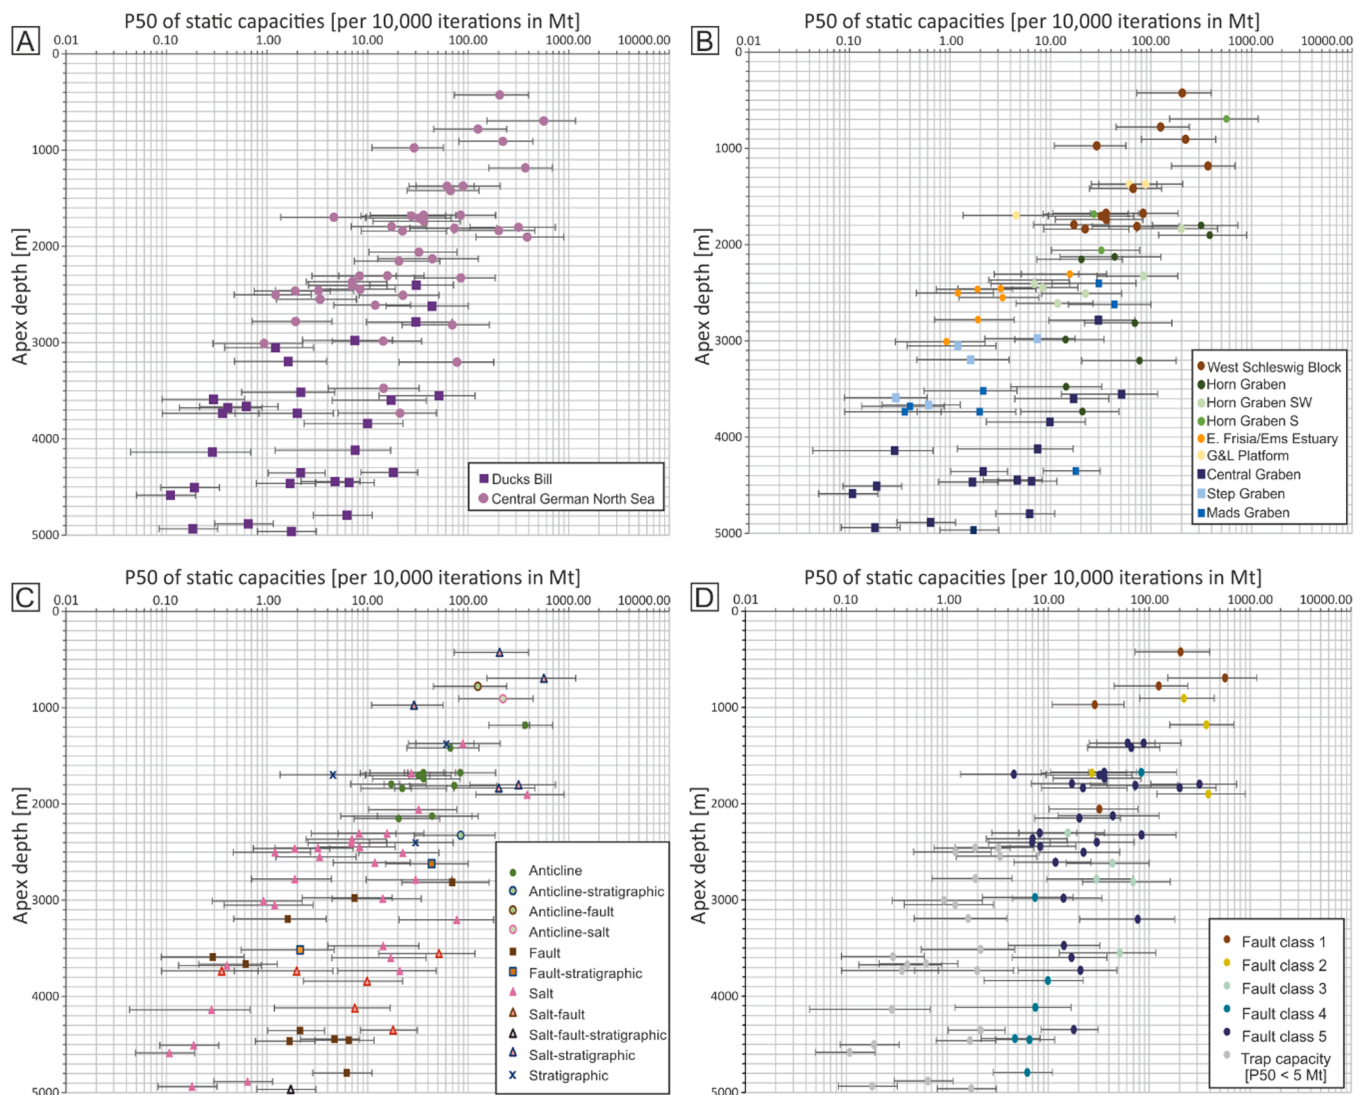 A
P50 of static capacities [per 10,000 iterations in Mt]
0.01 0.10 1.00 10.00 100.00 1000.00 10000.00
0
1000
2000
3000
4000
5000
Apex depth [m]
Ducks Bill
Central German North Sea
B
P50 of static capacities [per 10,000 iterations in Mt]
0.01 0.10 1.00 10.00 100.00 1000.00 10000.00
0
1000
2000
3000
4000
5000
Apex depth [m]
West Schleswig Block
Horn Graben
Horn Graben SW
Horn Graben S
E. Frisia/Ems Estuary
G&L Platform
Central Graben
Step Graben
Mads Graben
C
P50 of static capacities [per 10,000 iterations in Mt]
0.01 0.10 1.00 10.00 100.00 1000.00 10000.00
0
1000
2000
3000
4000
5000
Apex depth [m]
Anticline
Anticline-stratigraphic
Anticline-fault
Anticline-salt
Fault
Fault-stratigraphic
Salt
Salt-fault
Salt-fault-stratigraphic
Salt-stratigraphic
Stratigraphic
D
P50 of static capacities [per 10,000 iterations in Mt]
0.01 0.10 1.00 10.00 100.00 1000.00 10000.00
0
1000
2000
3000
4000
5000
Apex depth [m]
Fault class 1
Fault class 2
Fault class 3
Fault class 4
Fault class 5
Trap capacity
[P50 < 5 Mt]